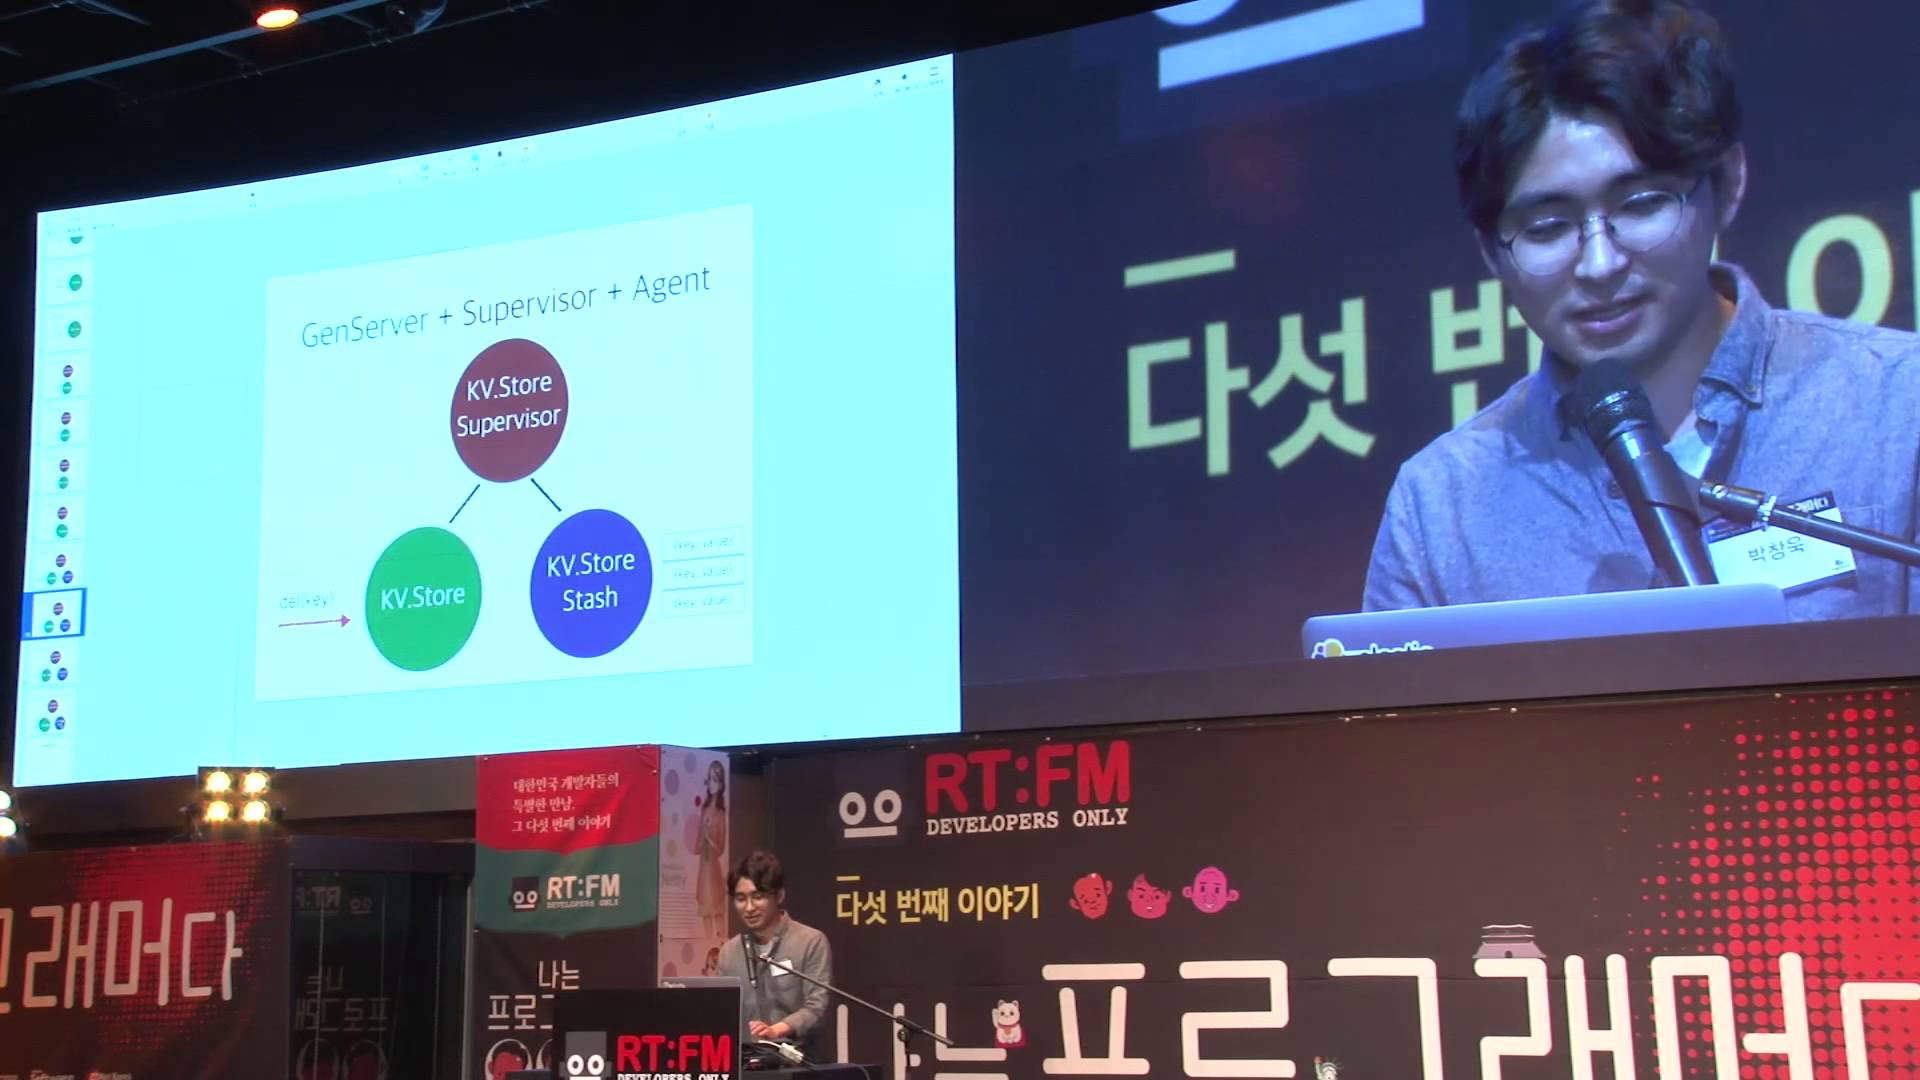 GenServer + Supervisor + Agent
KV.Store
Supervisor
KV.Store
KV.Store
Stash
del(key)
(key, value)
(key, value)
(key, value)
다섯 번
박창욱
대한민국 개발자들의
특별한 만남,
그 다섯 번째 이야기
RT:FM
DEVELOPERS ONLY
나는
프로그
RT:FM
DEVELOPERS ONLY
RT:FM
DEVELOPERS ONLY
다섯 번째 이야기
나는 프로그래머다
래머다